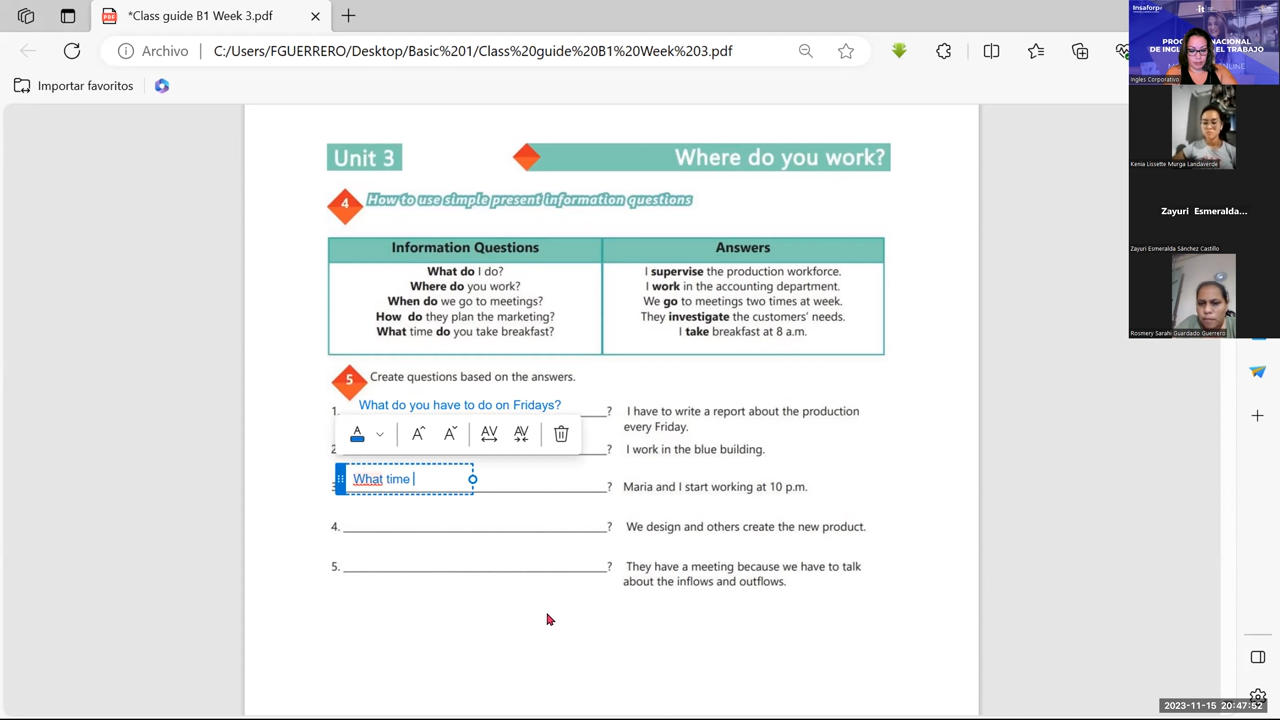 *Class guide B1 Week 3.pdf
Archivo
C:/Users/FGUERRERO/Desktop/Basic%201/Class%20guide%20B1%20Week%203.pdf
Importar favoritos
Unit 3
Where do you work?
4
How to use simple present information questions
Information Questions
Answers
What do I do?
I supervise the production workforce.
Where do you work?
I work in the accounting department.
When do we go to meetings?
We go to meetings two times at week.
How do they plan the marketing?
They investigate the customers' needs.
What time do you take breakfast?
I take breakfast at 8 a.m.
5
Create questions based on the answers.
What do you have to do on Fridays?
1. ? I have to write a report about the production
every Friday.
2 ? I work in the blue building.
What time
? Maria and I start working at 10 p.m.
4. ? We design and others create the new product.
5. ? They have a meeting because we have to talk
about the inflows and outflows.
Insaforp
Ingles Corporativo
Kenia Lissette Murga Landaverde
Zayuri Esmeralda...
Zayuri Esmeralda Sánchez Castillo
Rosmery Sarahi Guardado Guerrero
2023-11-15 20:47:52